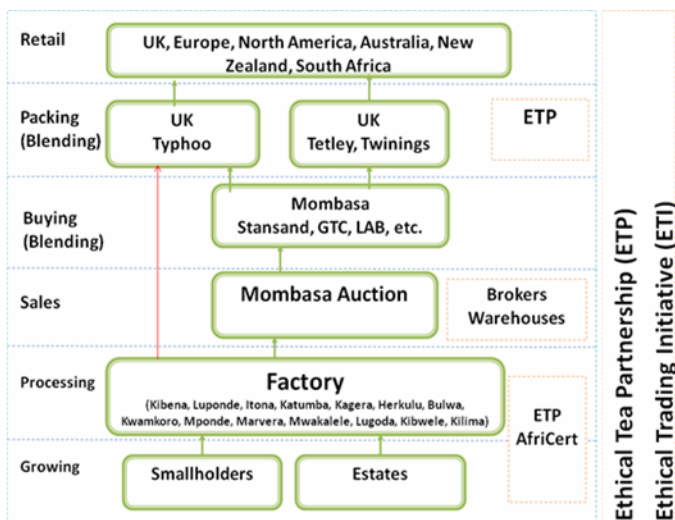 Retail
UK, Europe, North America, Australia, New
Zealand, South Africa
Packing
(Blending)
UK
Typhoo
UK
Tetley, Twinings
ETP
Buying
(Blending)
Mombasa
Stansand, GTC, LAB, etc.
Sales
Mombasa Auction
Brokers
Warehouses
Processing
Factory
{Kibena, Luponde, Itona, Katumba, Kagera, Herkulu, Bulwa,
Kwamkoro, Mponde, Marvera, Mwakalele, Lugoda, Kibwele, Kilima}
ETP
AfriCert
Growing
Smallholders
Estates
Ethical Tea Partnership (ETP)
Ethical Trading Initiative (ETI)